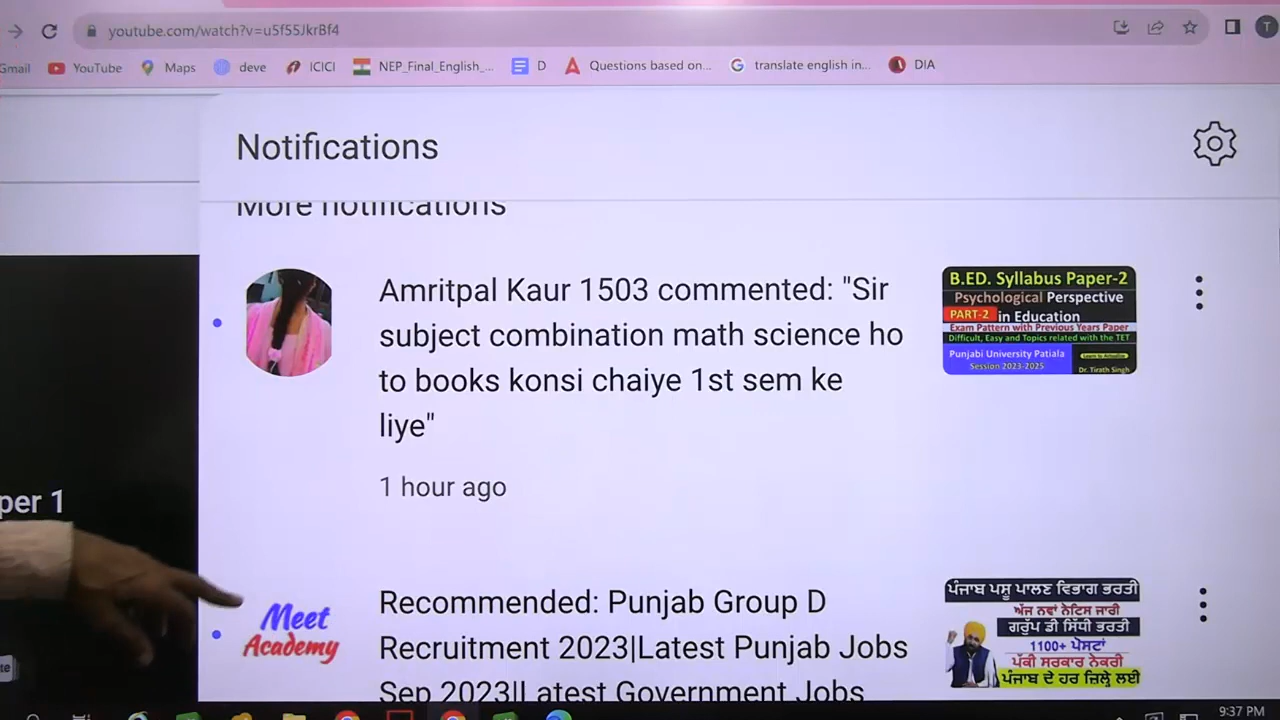 youtube.com/watch?v=u5f55JkrBf4
T
Gmail YouTube Maps deve ICICI NEP_Final_English_... D Questions based on... translate english in... DIA
Notifications
More notifications
Amritpal Kaur 1503 commented: "Sir
subject combination math science ho
to books konsi chaiye 1st sem ke
liye"
1 hour ago
B.ED. Syllabus Paper-2
Psychological Perspective
PART-2 in Education
Exam Pattern with Previous Years Paper
Difficult, Easy and Topics related with the TET
Punjabi University Patiala
Session 2023-2025
Learn to Actualize
Dr. Tirath Singh
per 1
Meet
Academy
Recommended: Punjab Group D
Recruitment 2023|Latest Punjab Jobs
Sep 2023||Latest Government Jobs
ਪੰਜਾਬ ਪਸ਼ੂ ਪਾਲਣ ਵਿਭਾਗ ਭਰਤੀ
ਅੱਜ ਨਵਾਂ ਨੋਟਿਸ ਜਾਰੀ
ਗਰੁੱਪ ਡੀ ਸਿੱਧੀ ਭਰਤੀ
1100+ ਪੋਸਟਾਂ
ਪੱਕੀ ਸਰਕਾਰ ਨੋਕਰੀ
ਪੰਜਾਬ ਦੇ ਹਰ ਜ਼ਿਲ੍ਹੇ ਲਈ
te
9:37 PM